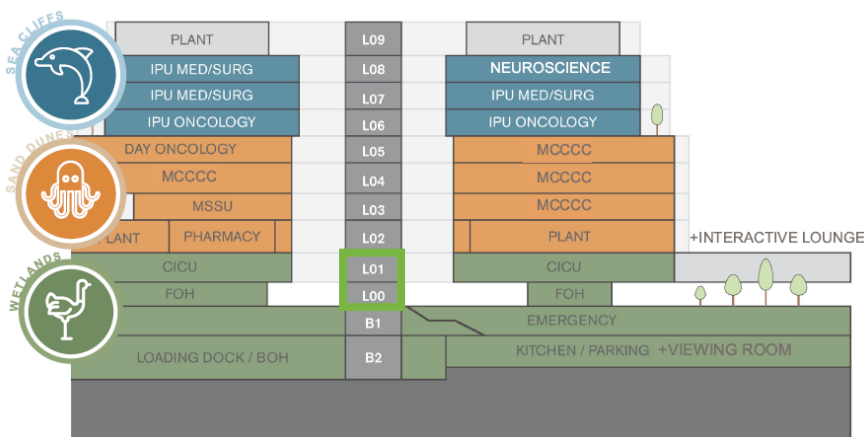 SEA CLIFFS
PLANT L09 PLANT
IPU MED/SURG L08 NEUROSCIENCE
IPU MED/SURG L07 IPU MED/SURG
IPU ONCOLOGY L06 IPU ONCOLOGY
SAND DUNES
DAY ONCOLOGY L05 MCCCC
MCCCC L04 MCCCC
MSSU L03 MCCCC
PLANT PHARMACY L02 PLANT +INTERACTIVE LOUNGE
WETLANDS
CICU L01 CICU
FOH L00 FOH
B1 EMERGENCY
LOADING DOCK / BOH B2 KITCHEN / PARKING +VIEWING ROOM